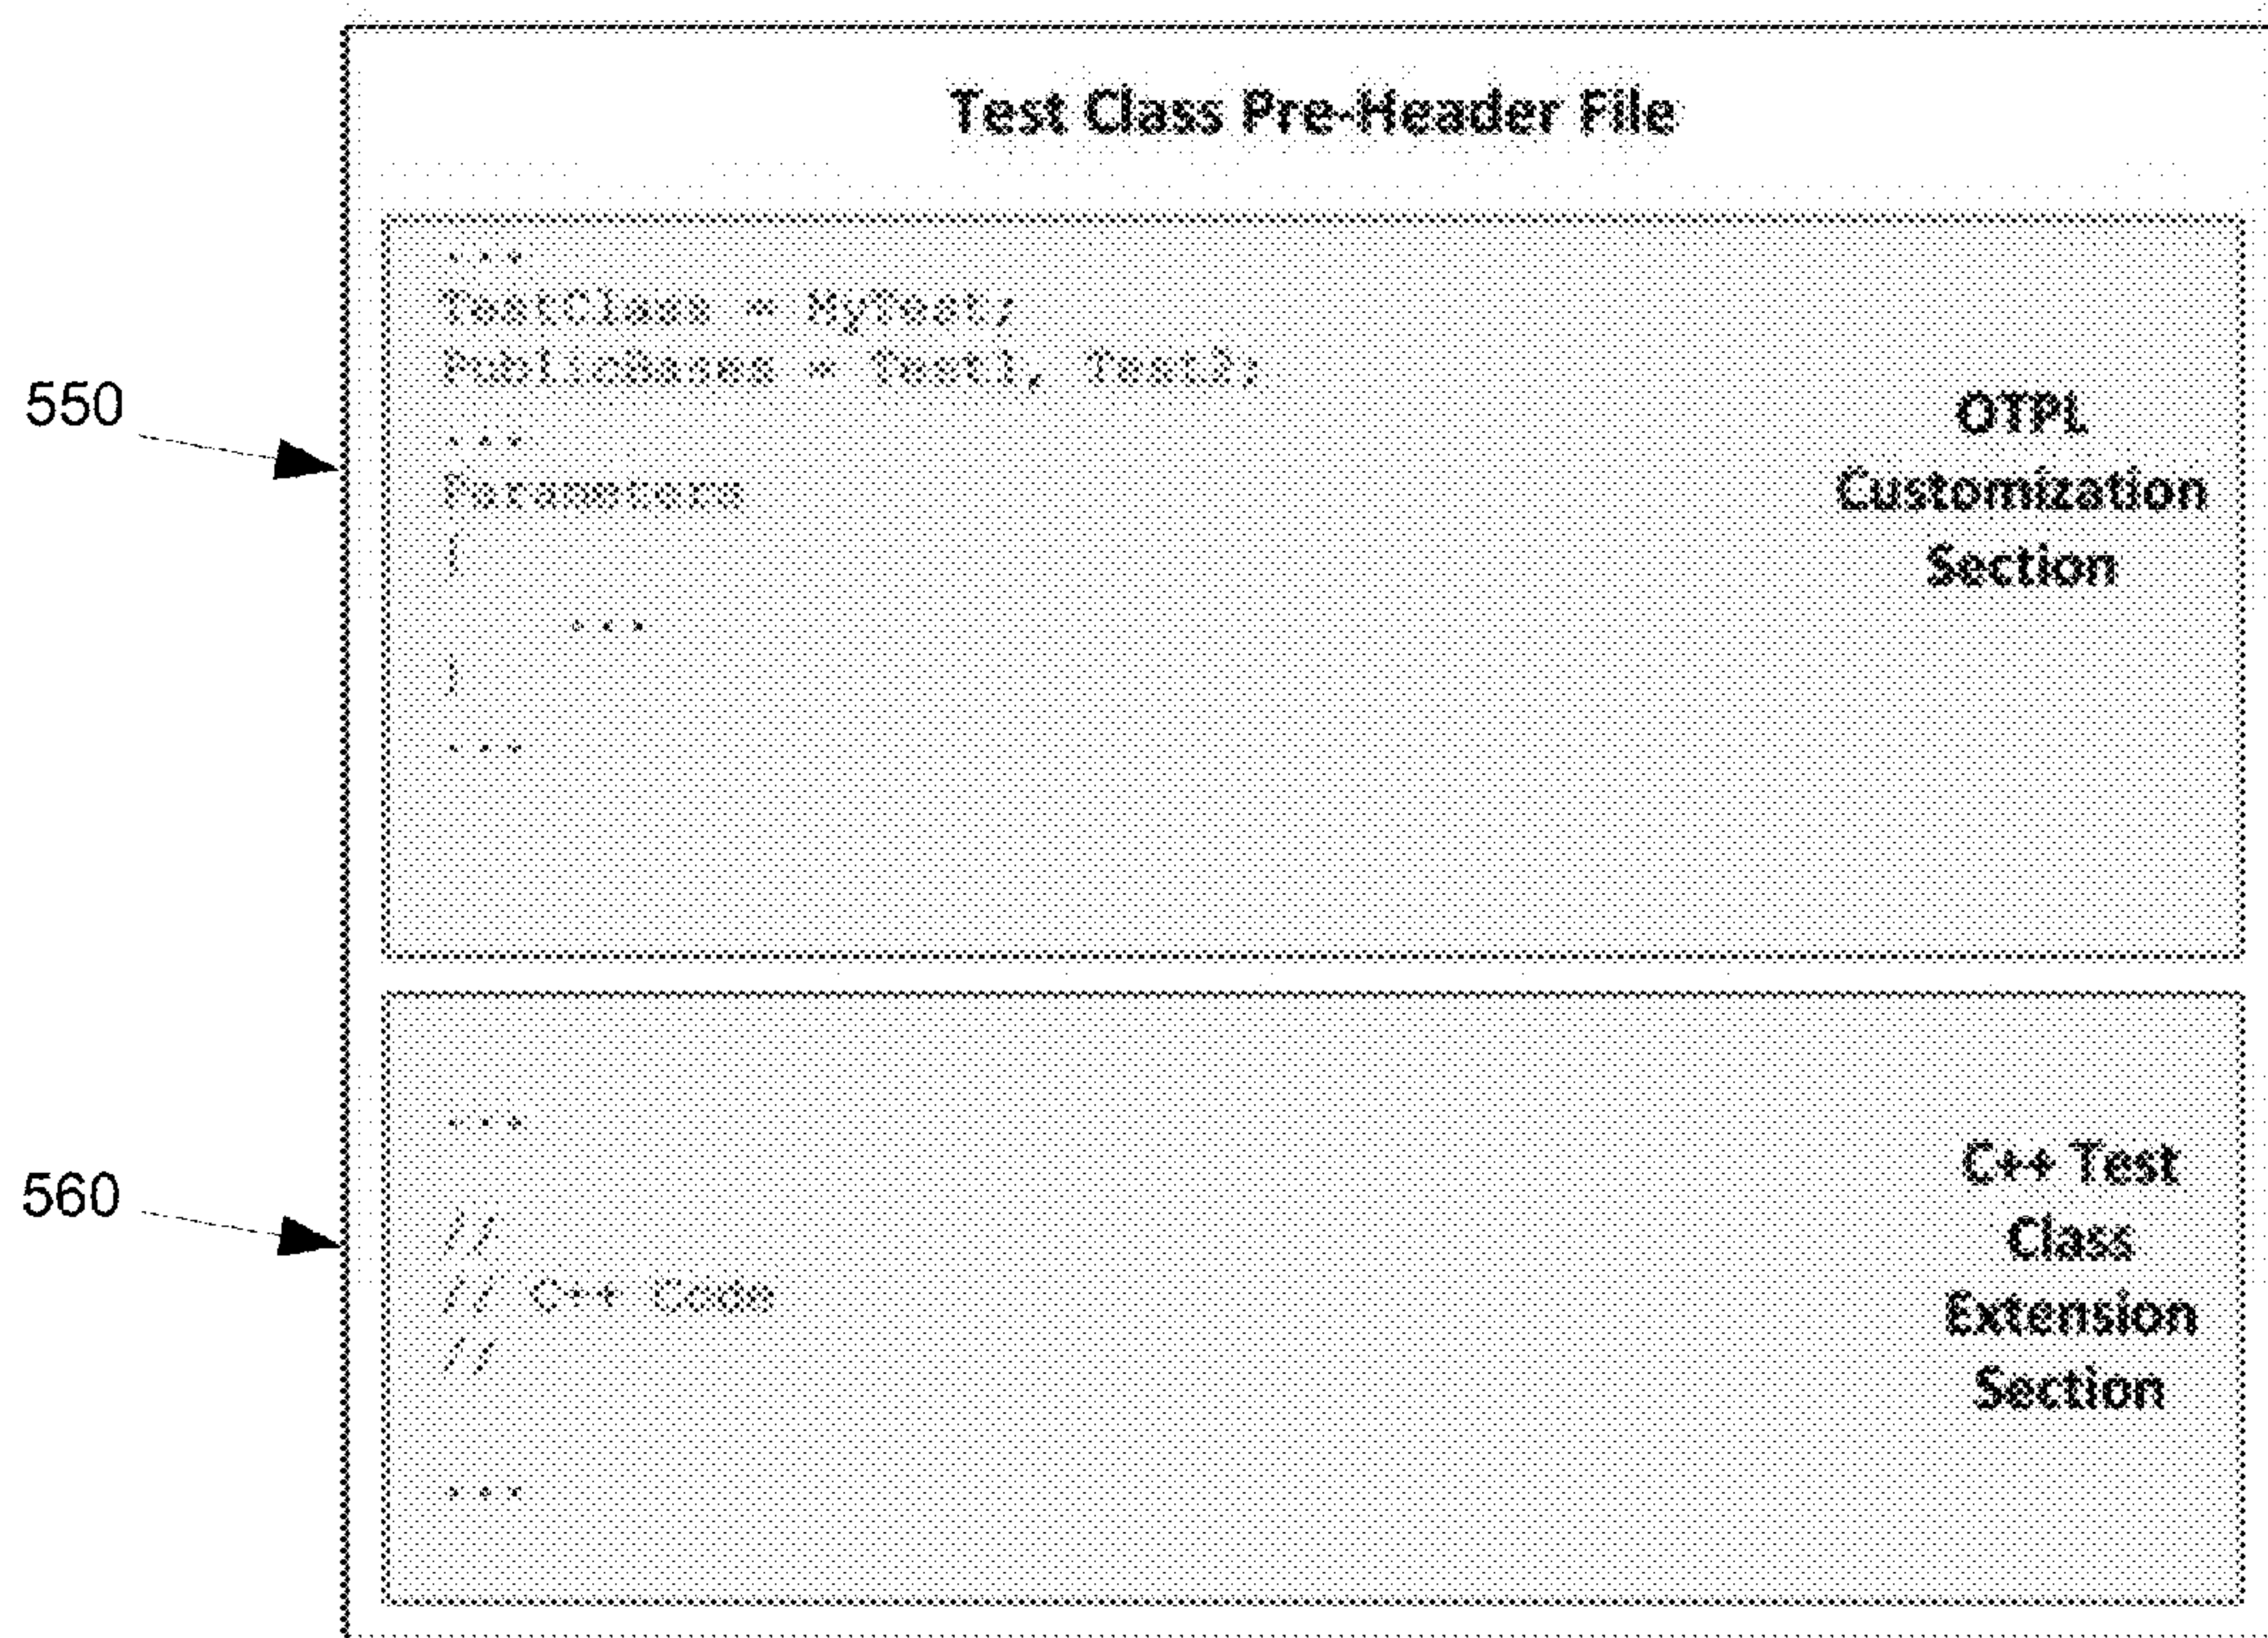 Test Class Pre-Header File
...
TestClass = MyTest;
PublicBases = Test1, Test2;
...
Parameters
{
...
}
...
OTPL
Customization
Section
550
...
//
// C++ Code
//
...
C++ Test
Class
Extension
Section
560